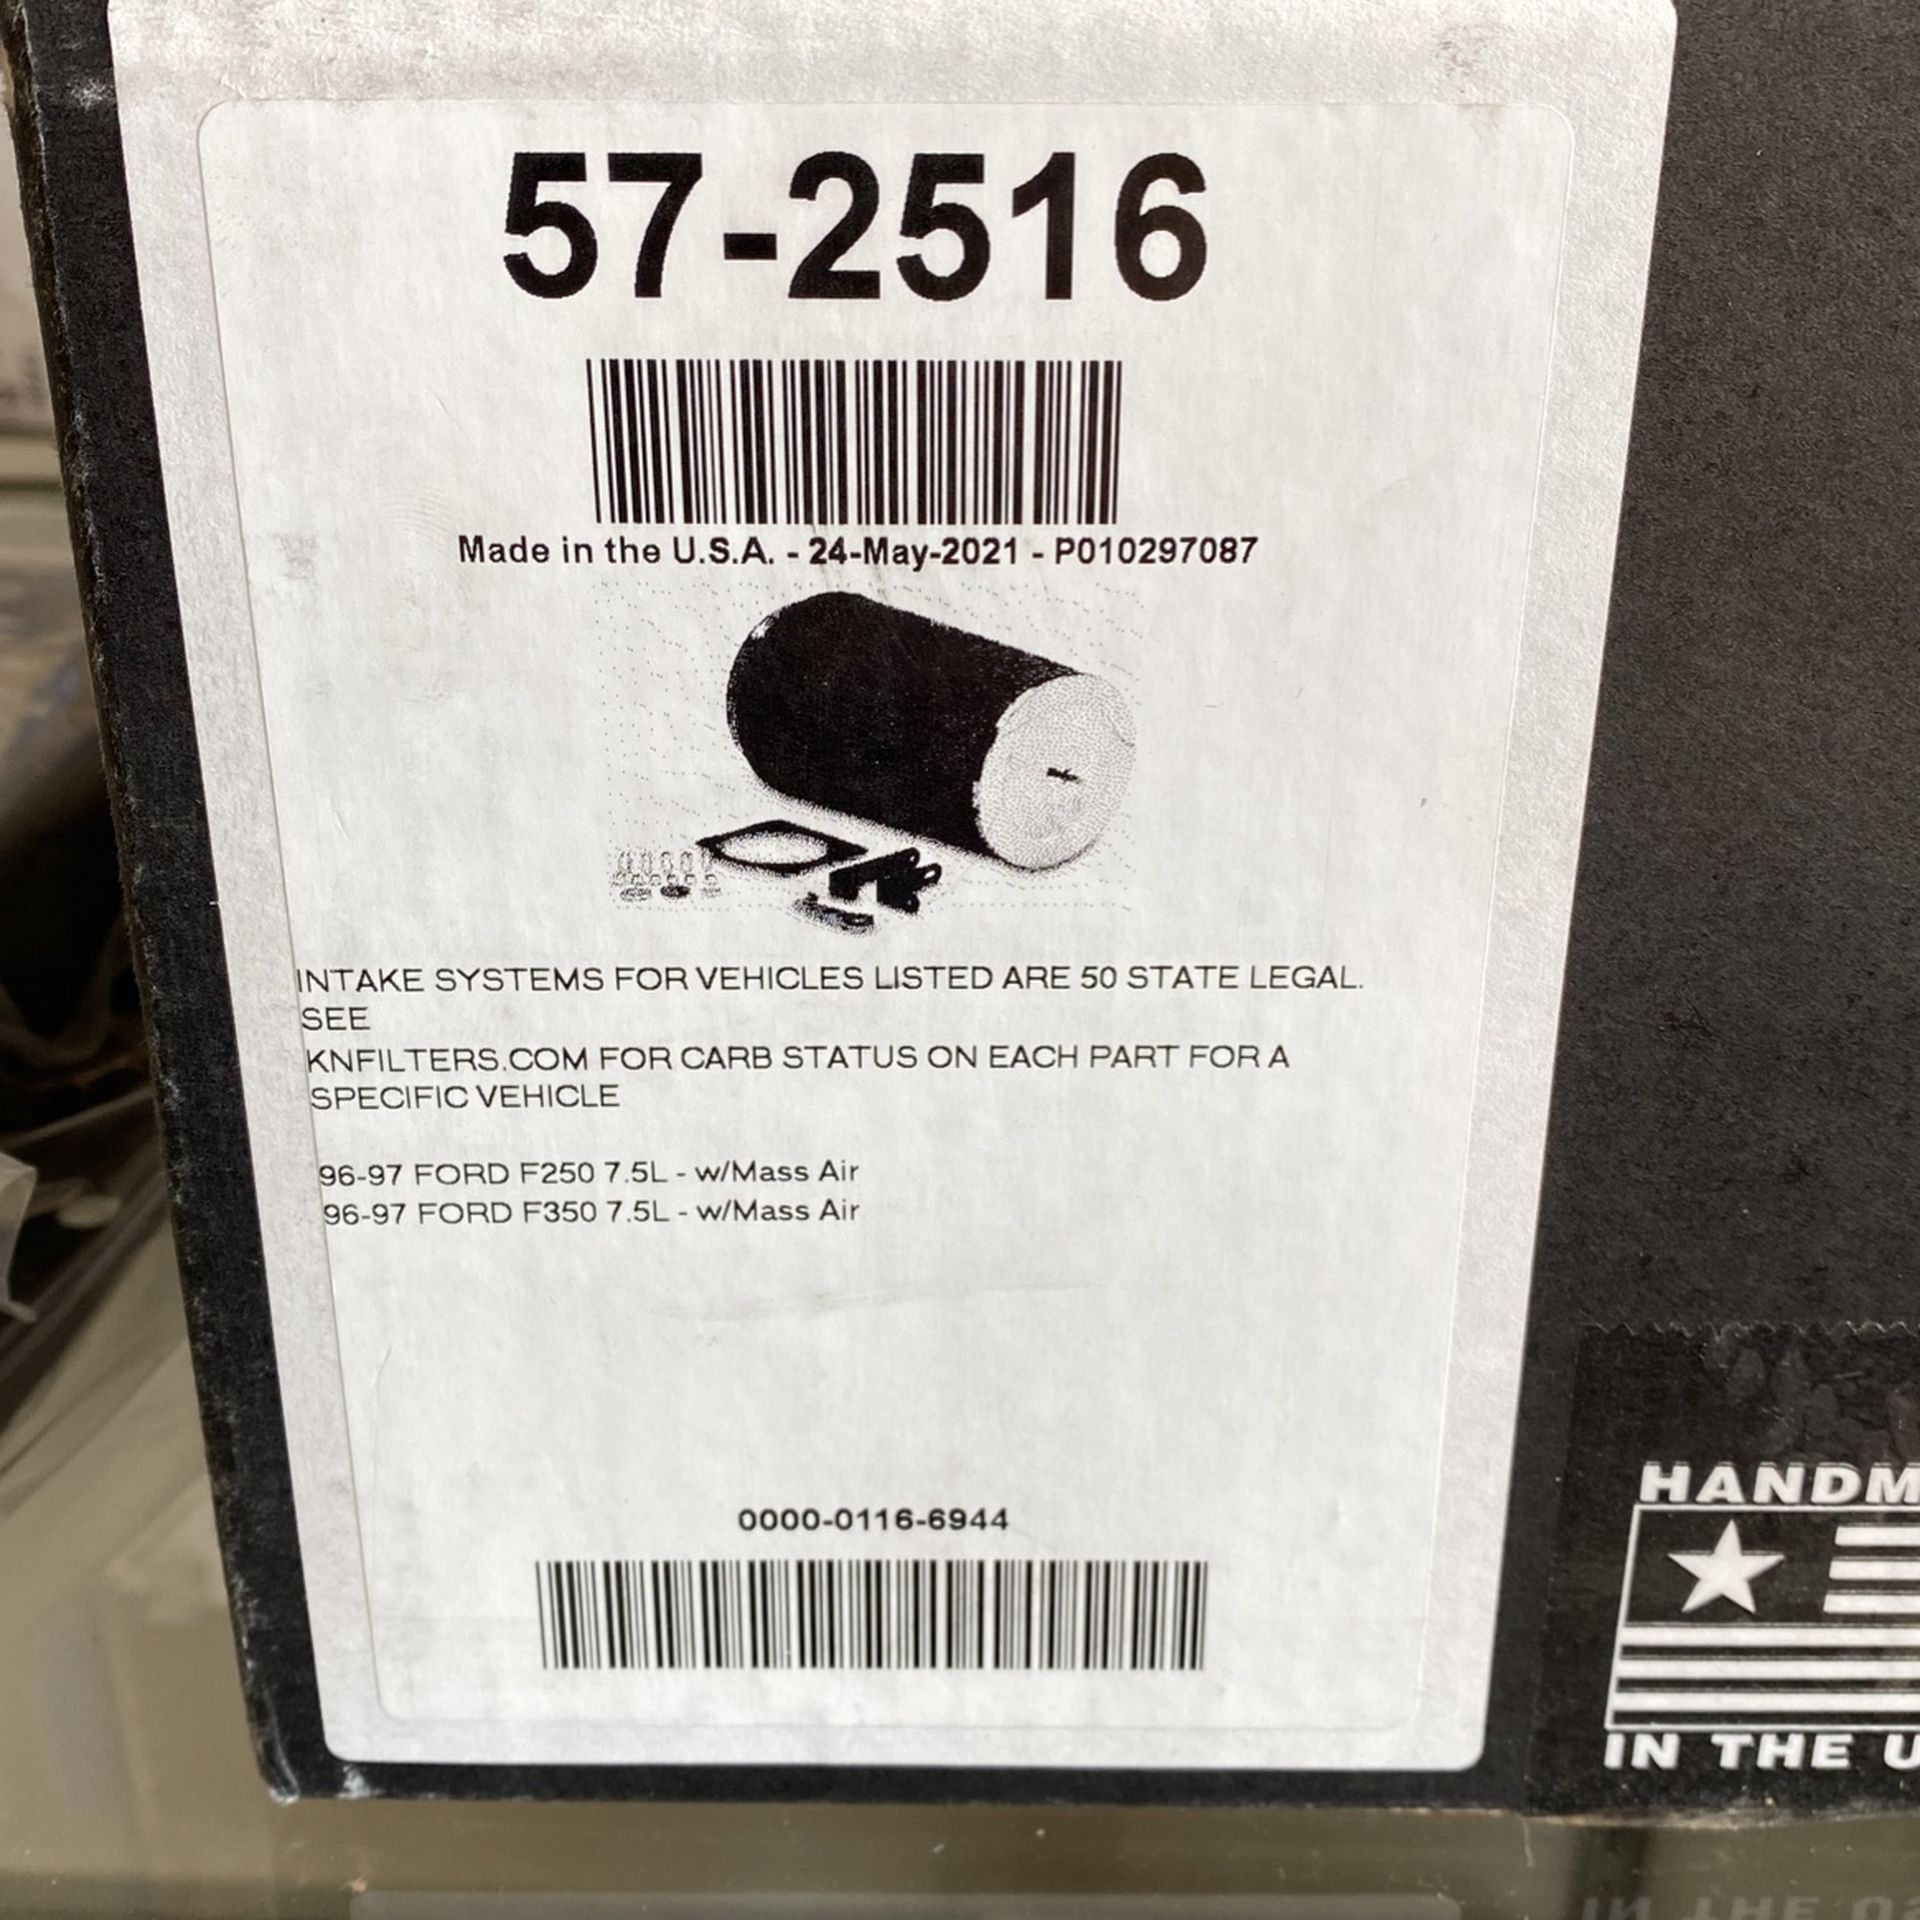 57-2516
Made in the U.S.A. - 24-May-2021 - P010297087
INTAKE SYSTEMS FOR VEHICLES LISTED ARE 50 STATE LEGAL.
SEE
KNFILTERS.COM FOR CARB STATUS ON EACH PART FOR A
SPECIFIC VEHICLE
96-97 FORD F250 7.5L - w/Mass Air
96-97 FORD F350 7.5L - w/Mass Air
0000-0116-6944
HANDM
IN THE U